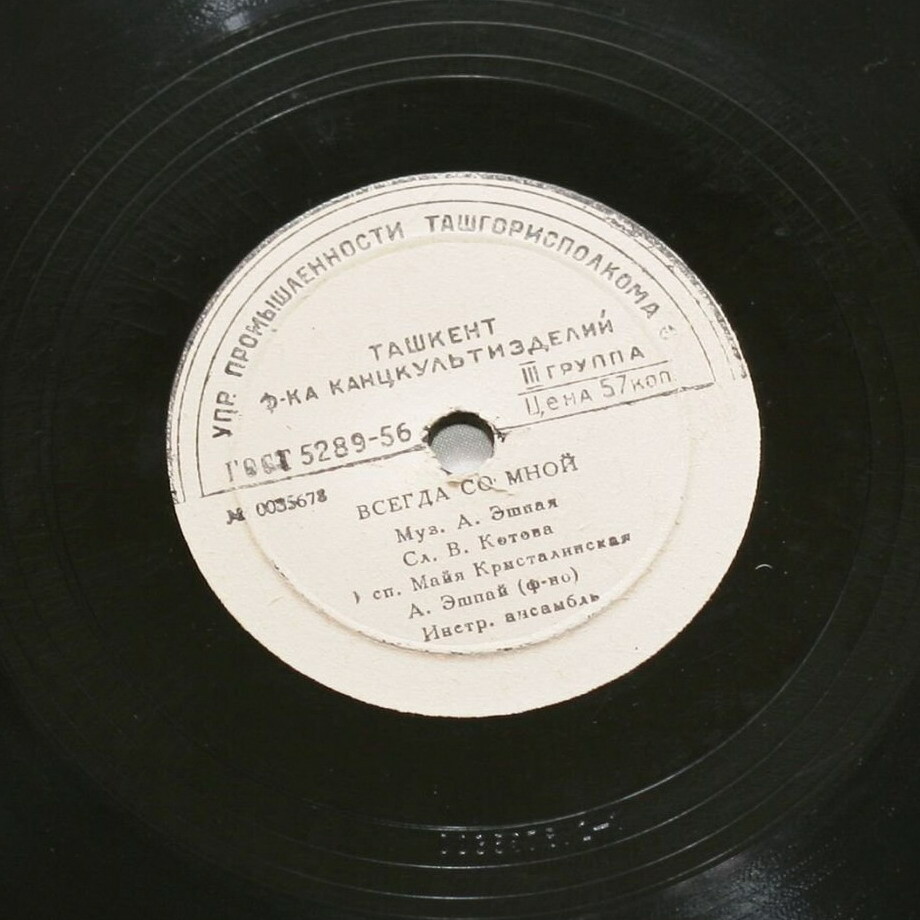 УПР. ПРОМЫШЛЕННОСТИ ТАШГОРИСПОЛКОМА
ТАШКЕНТ
Ф-КА КАНЦКУЛЬТИЗДЕЛИЙ
III ГРУППА
ГОСТ 5289-56
Цена 57 коп
№ 0035678
ВСЕГДА СО МНОЙ
Муз. А. Эшпая
Сл. В. Котова
сп. Майя Кристалинская
А. Эшпай (ф-но)
Инстр. ансамбль